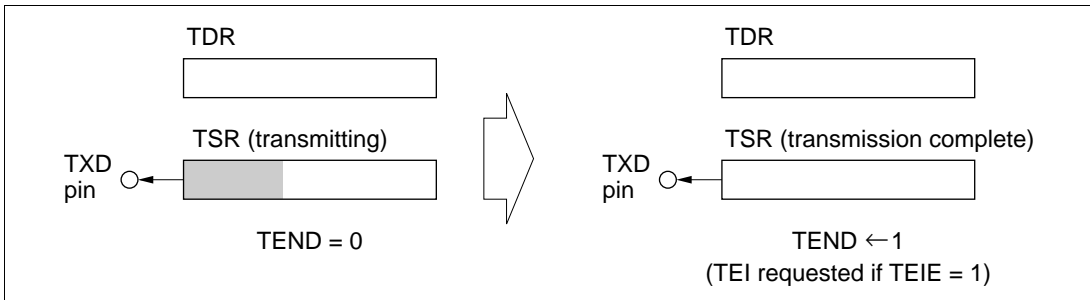 TDR
TSR (transmitting)
TXD
pin
TEND = 0
TDR
TSR (transmission complete)
TXD
pin
TEND ←1
(TEI requested if TEIE = 1)